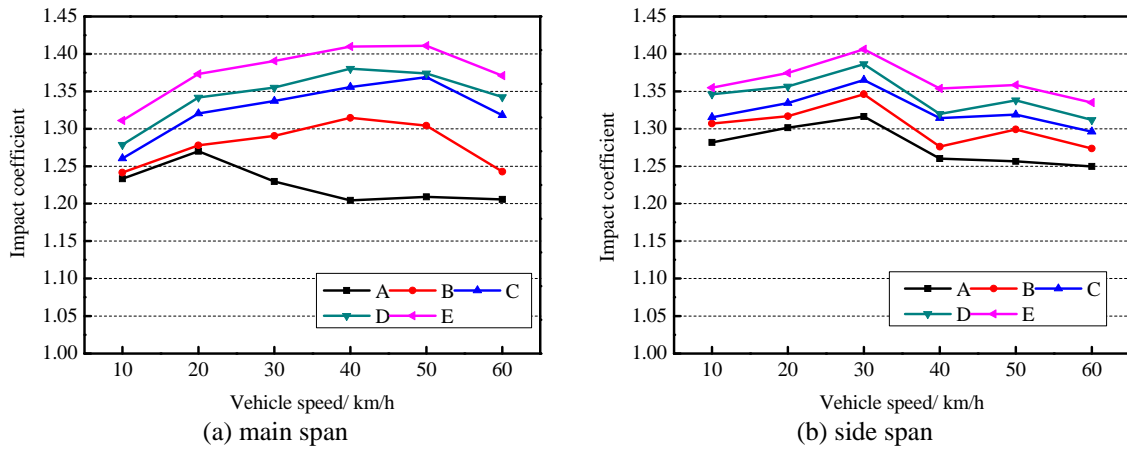 1.45
1.40
1.35
1.30
1.25
1.20
1.15
1.10
1.05
1.00
Impact coefficient
A B C
D E
10 20 30 40 50 60
Vehicle speed/ km/h
(a) main span
1.45
1.40
1.35
1.30
1.25
1.20
1.15
1.10
1.05
1.00
Impact coefficient
A B C
D E
10 20 30 40 50 60
Vehicle speed/ km/h
(b) side span